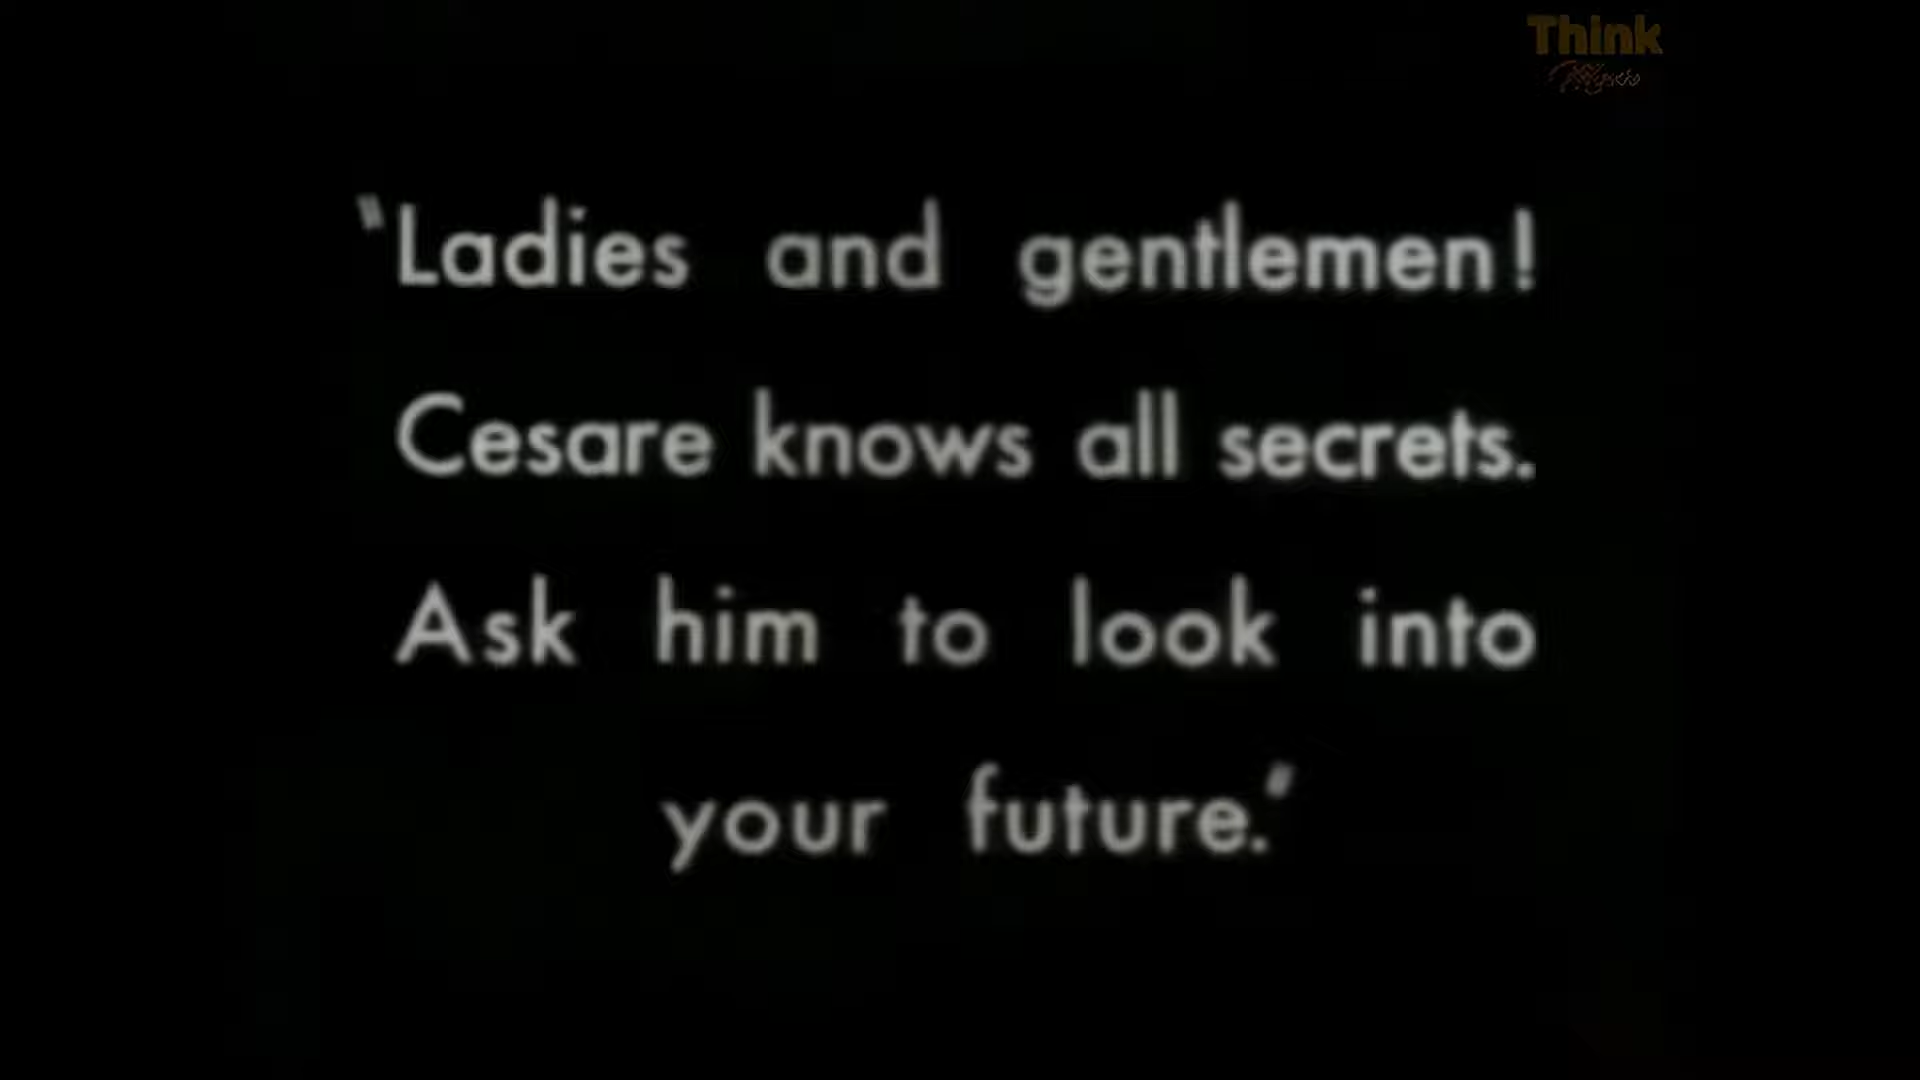 Think
"Ladies and gentlemen!
Cesare knows all secrets.
Ask him to look into
your future."